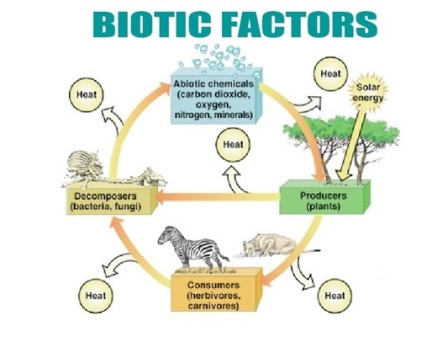 BIOTIC FACTORS
Heat
Abiotic chemicals
(carbon dioxide,
oxygen,
nitrogen, minerals)
Heat
Solar
energy
Heat
Decomposers
(bacteria, fungi)
Producers
(plants)
Heat
Consumers
(herbivores,
carnivores)
Heat